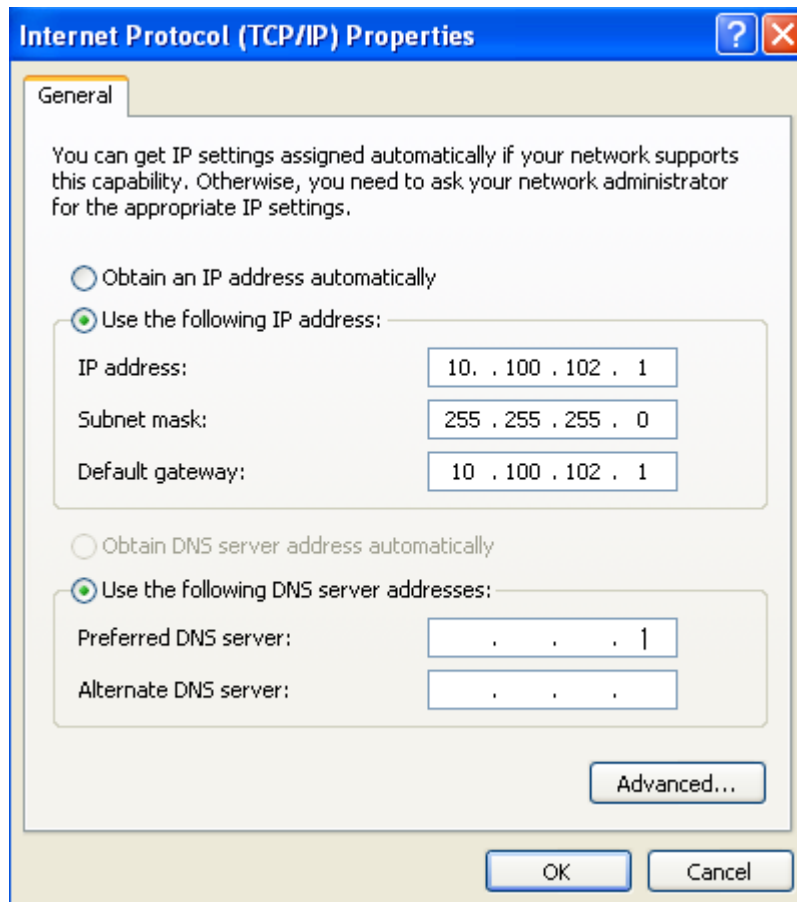 Internet Protocol (TCP/IP) Properties
General
You can get IP settings assigned automatically if your network supports
this capability. Otherwise, you need to ask your network administrator
for the appropriate IP settings.
Obtain an IP address automatically
Use the following IP address:
IP address: 10. . 100 . 102 . 1
Subnet mask: 255 . 255 . 255 . 0
Default gateway: 10 . 100 . 102 . 1
Obtain DNS server address automatically
Use the following DNS server addresses:
Preferred DNS server: . . . 1
Alternate DNS server: . . .
Advanced...
OK Cancel